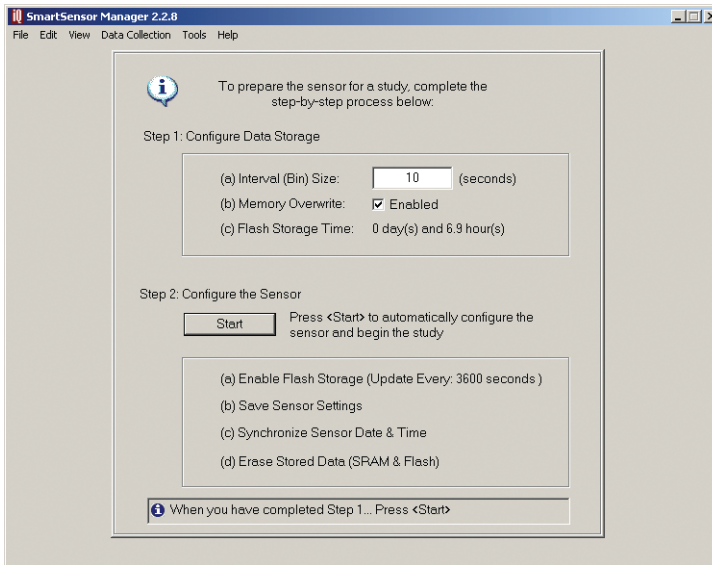 iQ SmartSensor Manager 2.2.8
File Edit View Data Collection Tools Help
To prepare the sensor for a study, complete the
step-by-step process below:
Step 1: Configure Data Storage
(a) Interval (Bin) Size: 10 (seconds)
(b) Memory Overwrite: Enabled
(c) Flash Storage Time: 0 day(s) and 6.9 hour(s)
Step 2: Configure the Sensor
Start
Press <Start> to automatically configure the
sensor and begin the study
(a) Enable Flash Storage (Update Every: 3600 seconds )
(b) Save Sensor Settings
(c) Synchronize Sensor Date & Time
(d) Erase Stored Data (SRAM & Flash)
When you have completed Step 1... Press <Start>